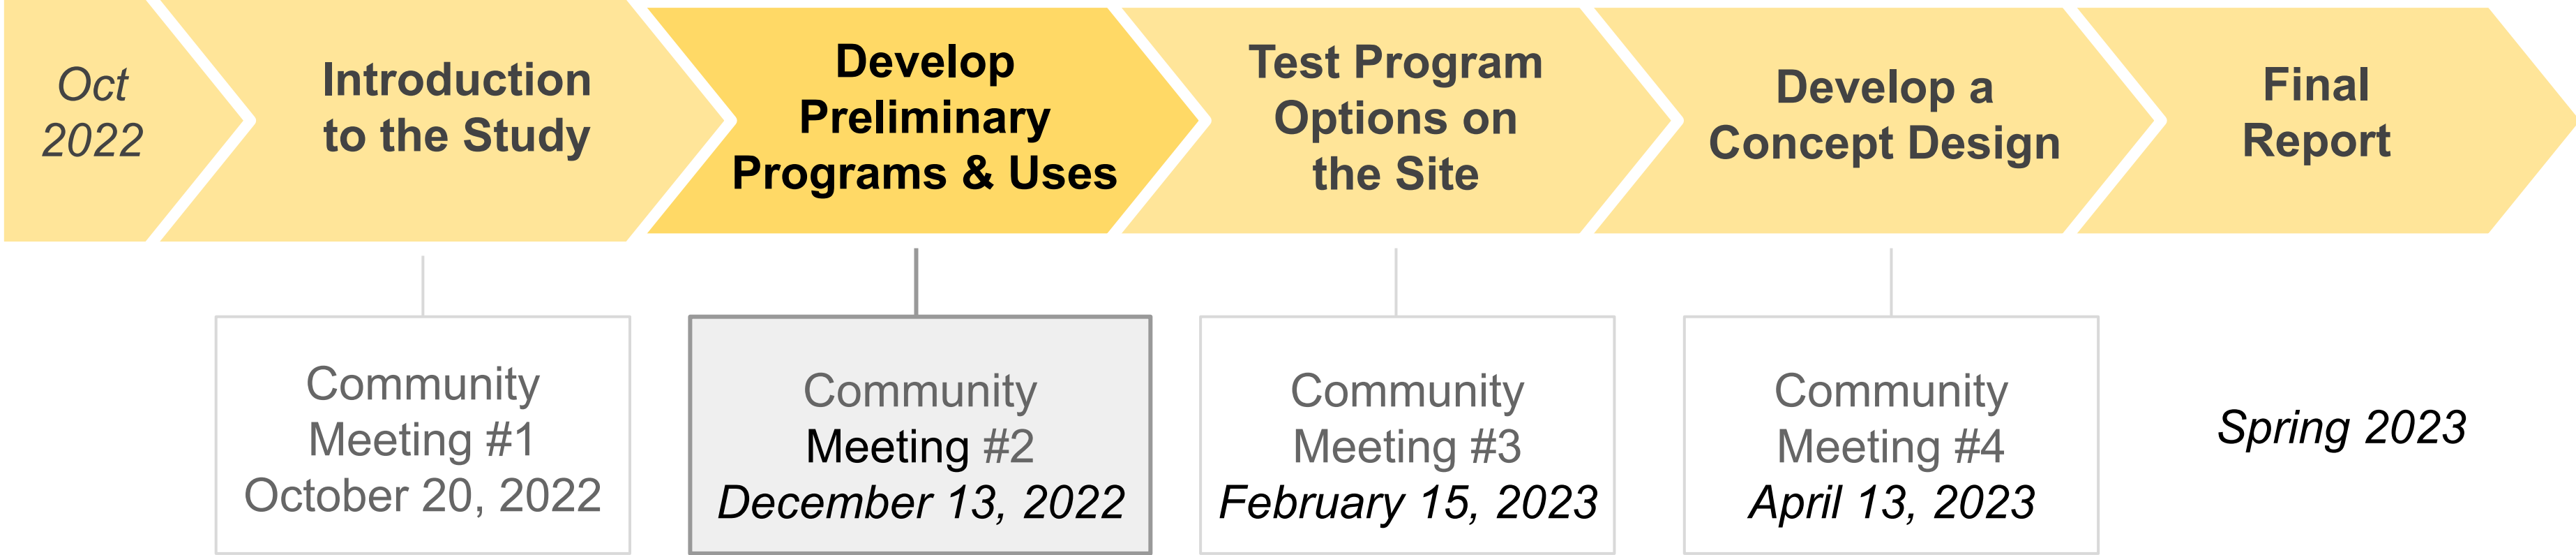 Oct
2022
Introduction
to the Study
Develop
Preliminary
Programs & Uses
Test Program
Options on
the Site
Develop a
Concept Design
Final
Report
Community
Meeting #1
October 20, 2022
Community
Meeting #2
December 13, 2022
Community
Meeting #3
February 15, 2023
Community
Meeting #4
April 13, 2023
Spring 2023